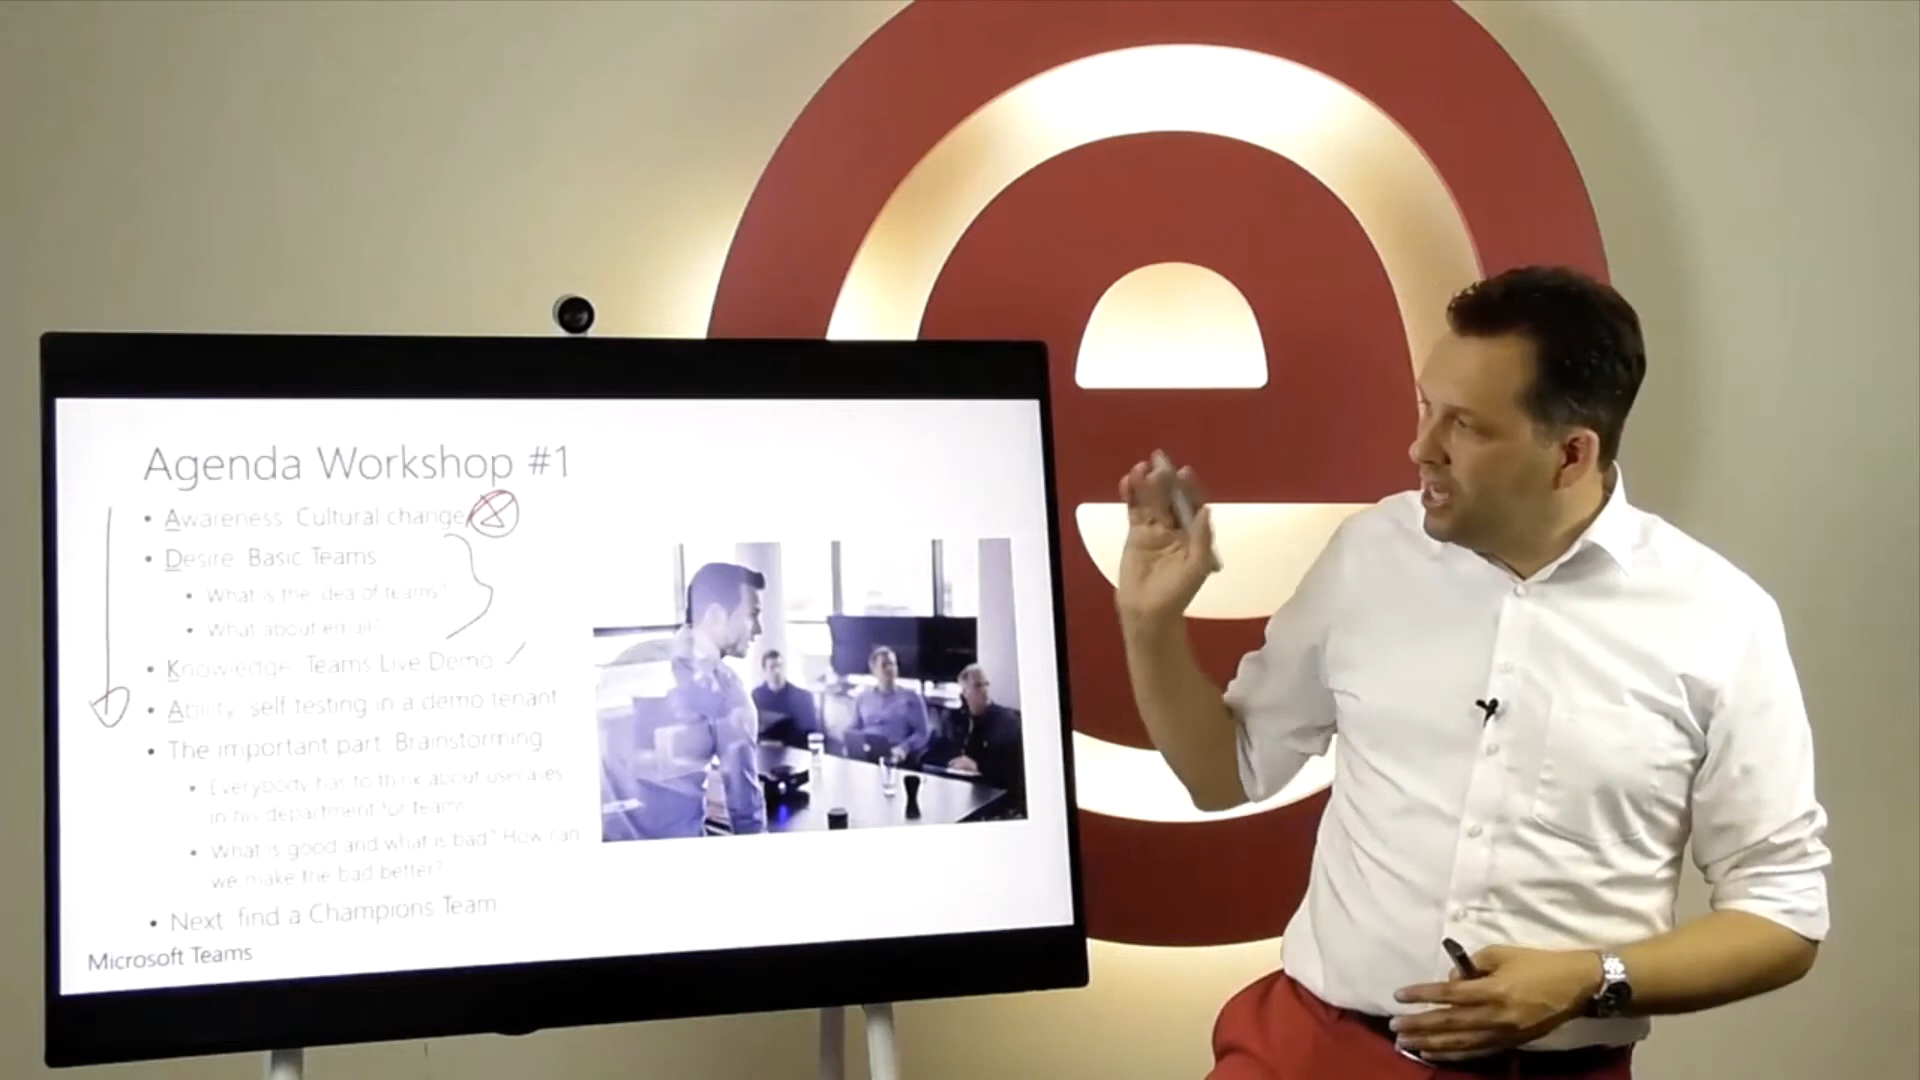 Agenda Workshop #1
• Awareness Cultural change
• Desire Basic Teams
• What is the idea of teams?
• What about email?
• Knowledge Teams Live Demo
• Ability self testing in a demo tenant
• The important part Brainstorming
• Everybody has to think about usecases
in his department for teams
• What is good and what is bad? How can
we make the bad better?
• Next find a Champions Team
Microsoft Teams
e